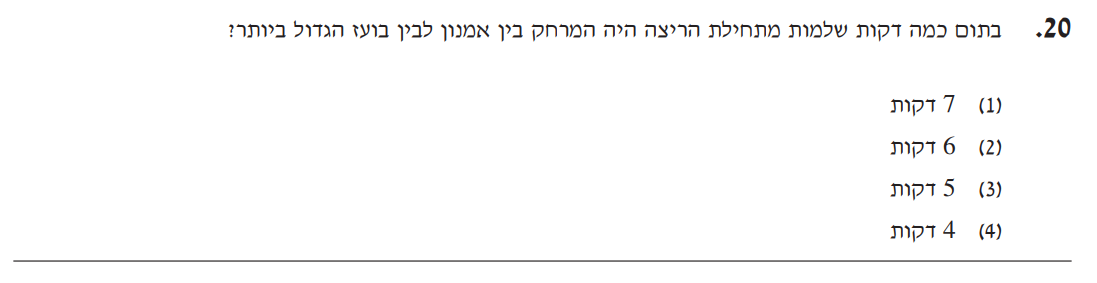 20. בתום כמה דקות שלמות מתחילת הריצה היה המרחק בין אמנון לבין בועז הגדול ביותר?
(1) 7 דקות
(2) 6 דקות
(3) 5 דקות
(4) 4 דקות